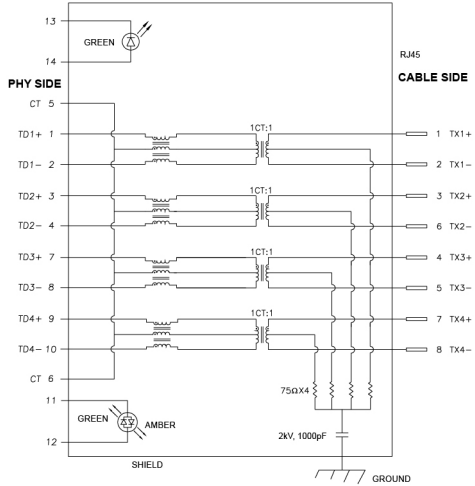 13
GREEN
14
RJ45
PHY SIDE
CABLE SIDE
CT 5
1CT:1
TD1+ 1
1 TX1+
TD1- 2
2 TX1-
1CT:1
TD2+ 3
3 TX2+
TD2- 4
6 TX2-
1CT:1
TD3+ 7
4 TX3+
TD3- 8
5 TX3-
1CT:1
TD4+ 9
7 TX4+
TD4- 10
8 TX4-
CT 6
75ΩX4
11
GREEN
AMBER
12
2kV, 1000pF
SHIELD
GROUND